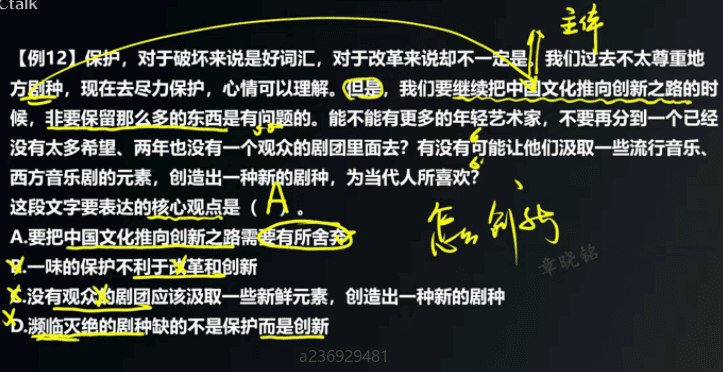 Ctalk
主体
【例12】保护，对于破坏来说是好词汇，对于改革来说却不一定是。我们过去不太尊重地
方剧种，现在去尽力保护，心情可以理解。但是，我们要继续把中国文化推向创新之路的时
候，非要保留那么多的东西是有问题的。能不能有更多的年轻艺术家，不要再分到一个已经
没有太多希望、两年也没有一个观众的剧团里面去？有没有可能让他们汲取一些流行音乐、
西方音乐剧的元素，创造出一种新的剧种，为当代人所喜欢？
这段文字要表达的核心观点是（ A ）。
A.要把中国文化推向创新之路需要有所舍弃
B.一味的保护不利于改革和创新
C.没有观众的剧团应该汲取一些新鲜元素，创造出一种新的剧种
D.濒临灭绝的剧种缺的不是保护而是创新
怎么创新
章晓铭
a236929481